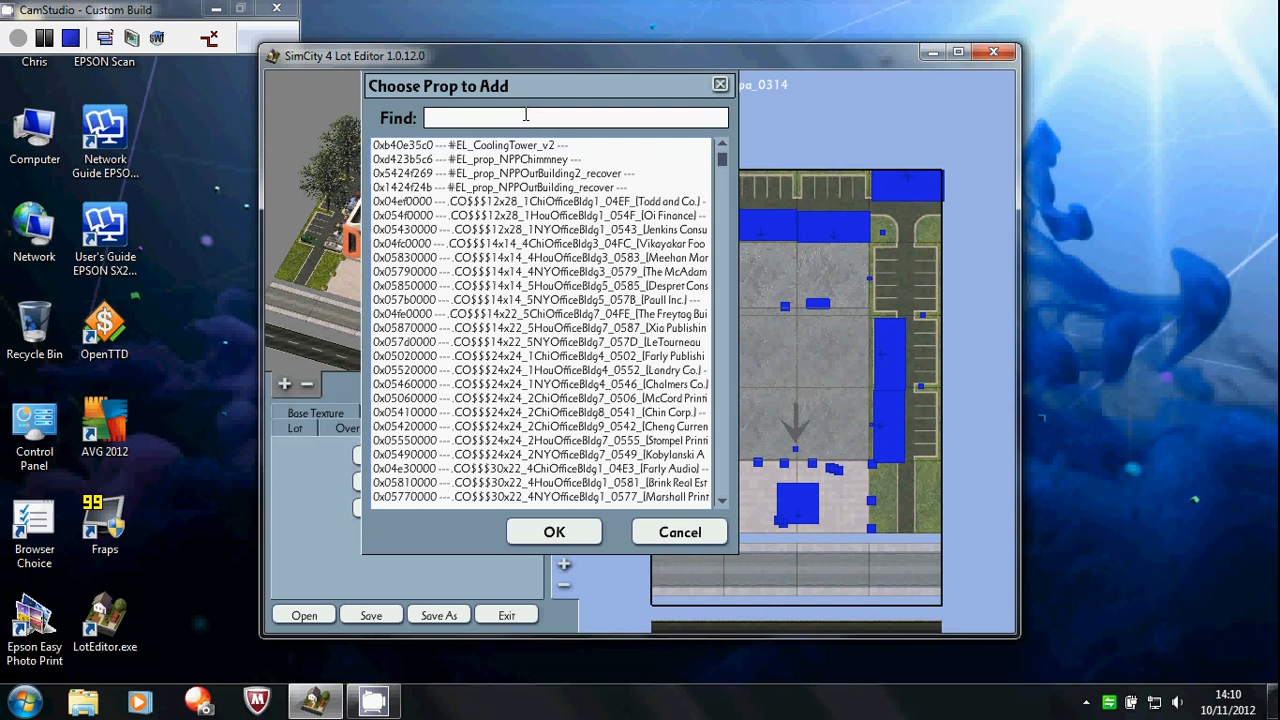 CamStudio - Custom Build
Chris
EPSON Scan
Computer
Network
Guide EPSO...
Network
User's Guide
EPSON SX2...
Recycle Bin
OpenTTD
Control
Panel
AVG 2012
99
Browser
Choice
Fraps
Epson Easy
Photo Print
LotEditor.exe
SimCity 4 Lot Editor 1.0.12.0
pa_0314
Choose Prop to Add
Find:
0xb40e35c0 --- #EL_CoolingTower_v2 ---
0xd423b5c6 --- #EL_prop_NPPChimmney ---
0x5424f269 --- #EL_prop_NPPOutBuilding2_recover ---
0x1424f24b --- #EL_prop_NPPOutBuilding_recover ---
0x04ef0000 --- .CO$$$12x28_1ChiOfficeBldg1_04EF_[Todd and Co.] -
0x054f0000 --- .CO$$$12x28_1HouOfficeBldg1_054F_[Oi Finance] --
0x05430000 --- .CO$$$12x28_1NYOfficeBldg1_0543_[Jenkins Consu
0x04fc0000 --- .CO$$$14x14_4ChiOfficeBldg3_04FC_[Vikayakar Foo
0x05830000 --- .CO$$$14x14_4HouOfficeBldg3_0583_[Meehan Mar
0x05790000 --- .CO$$$14x14_4NYOfficeBldg3_0579_[The McAdam
0x05850000 --- .CO$$$14x14_5HouOfficeBldg5_0585_[Despret Cons
0x057b0000 --- .CO$$$14x14_5NYOfficeBldg5_057B_[Paull Inc.] ---
0x04fe0000 --- .CO$$$14x22_5ChiOfficeBldg7_04FE_[The Freytag Bui
0x05870000 --- .CO$$$14x22_5HouOfficeBldg7_0587_[Xia Publishin
0x057d0000 --- .CO$$$14x22_5NYOfficeBldg7_057D_[LeTourneau
0x05020000 --- .CO$$$24x24_1ChiOfficeBldg4_0502_[Farly Publishi
0x05520000 --- .CO$$$24x24_1HouOfficeBldg4_0552_[Landry Co.] -
0x05460000 --- .CO$$$24x24_1NYOfficeBldg4_0546_[Chalmers Co.]
0x05060000 --- .CO$$$24x24_2ChiOfficeBldg7_0506_[McCord Printi
0x05410000 --- .CO$$$24x24_2ChiOfficeBldg8_0541_[Chin Corp.] --
0x05420000 --- .CO$$$24x24_2ChiOfficeBldg9_0542_[Cheng Curren
0x05550000 --- .CO$$$24x24_2HouOfficeBldg7_0555_[Stompel Printi
0x05490000 --- .CO$$$24x24_2NYOfficeBldg7_0549_[Kobylanski A
0x04e30000 --- .CO$$$30x22_4ChiOfficeBldg1_04E3_[Farly Audio] --
0x05810000 --- .CO$$$30x22_4HouOfficeBldg1_0581_[Brink Real Est
0x05770000 --- .CO$$$30x22_4NYOfficeBldg1_0577_[Marshall Print
OK
Cancel
Base Texture
Lot
Over
Open
Save
Save As
Exit
14:10
10/11/2012